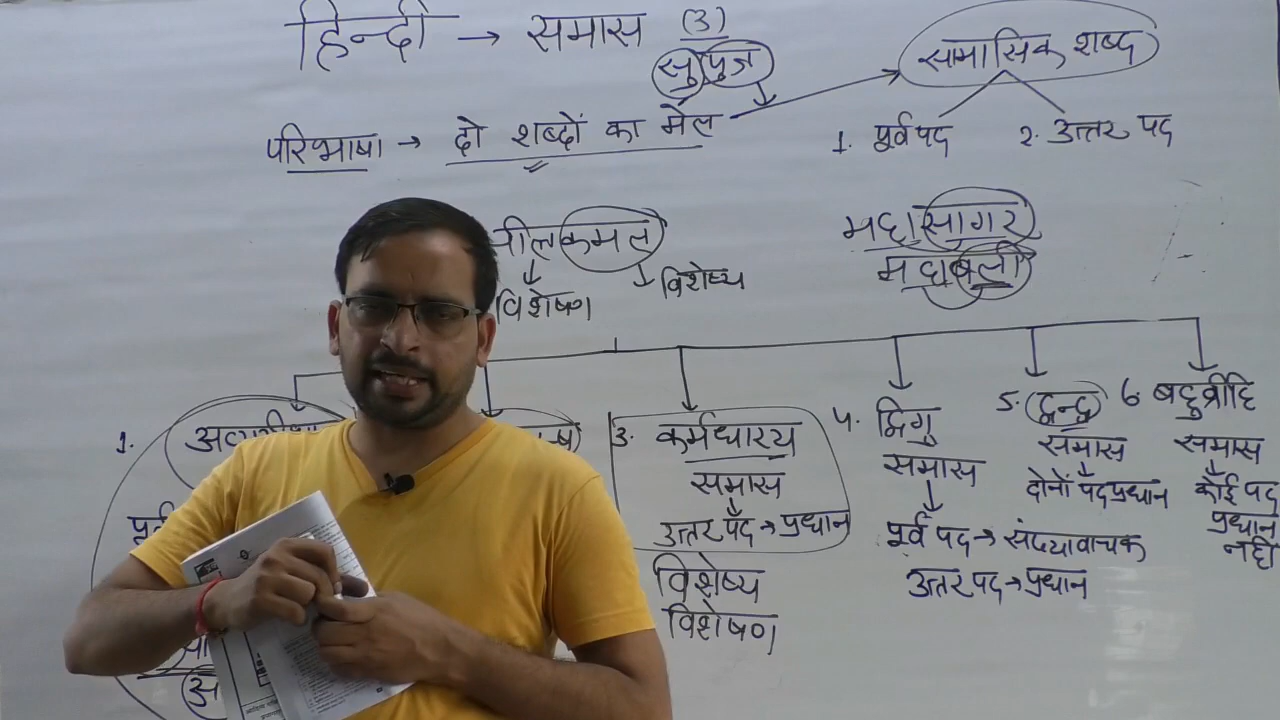 हिन्दी → समास (3)
सुपुत्र
सामासिक शब्द
परिभाषा → दो शब्दों का मेल
1. पूर्वपद 2. उत्तर पद
नीलकमल
विशेषण विशेष्य
महासागर
महाबली
1.
3. कर्मधारय
समास
उत्तर पद → प्रधान
विशेष्य
विशेषण
4. द्विगु
समास
पूर्व पद → संख्यावाचक
उत्तर पद → प्रधान
5. द्वन्द्व
समास
दोनों पद प्रधान
6. बहुव्रीहि
समास
कोई पद
प्रधान
नहीं